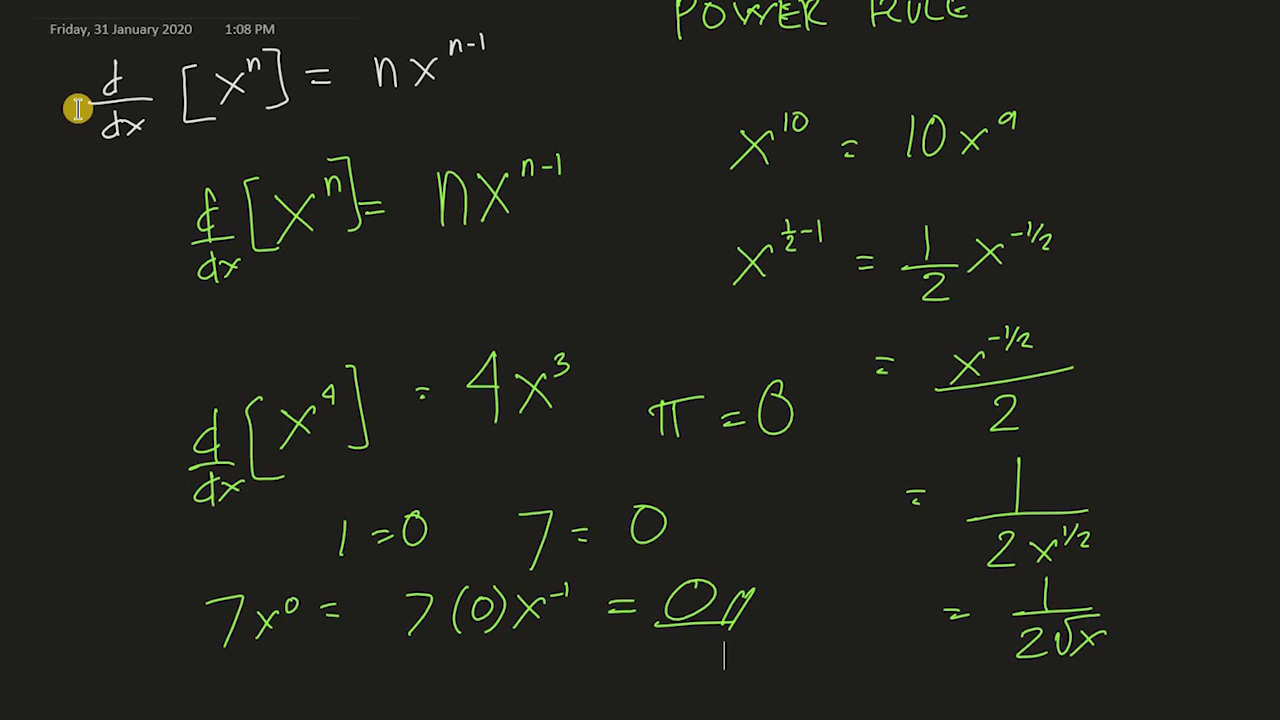 Friday, 31 January 2020 1:08 PM
POWER RULE
d/dx [x^n] = nx^(n-1)
d/dx [x^n] = nx^(n-1)
d/dx [x^4] = 4x^3
π = 0
1 = 0 7 = 0
7x^0 = 7(0)x^-1 = 0
x^10 = 10x^9
x^(1/2 - 1) = 1/2 x^(-1/2)
= x^(-1/2)/2
= 1/(2x^(1/2))
= 1/(2√x)